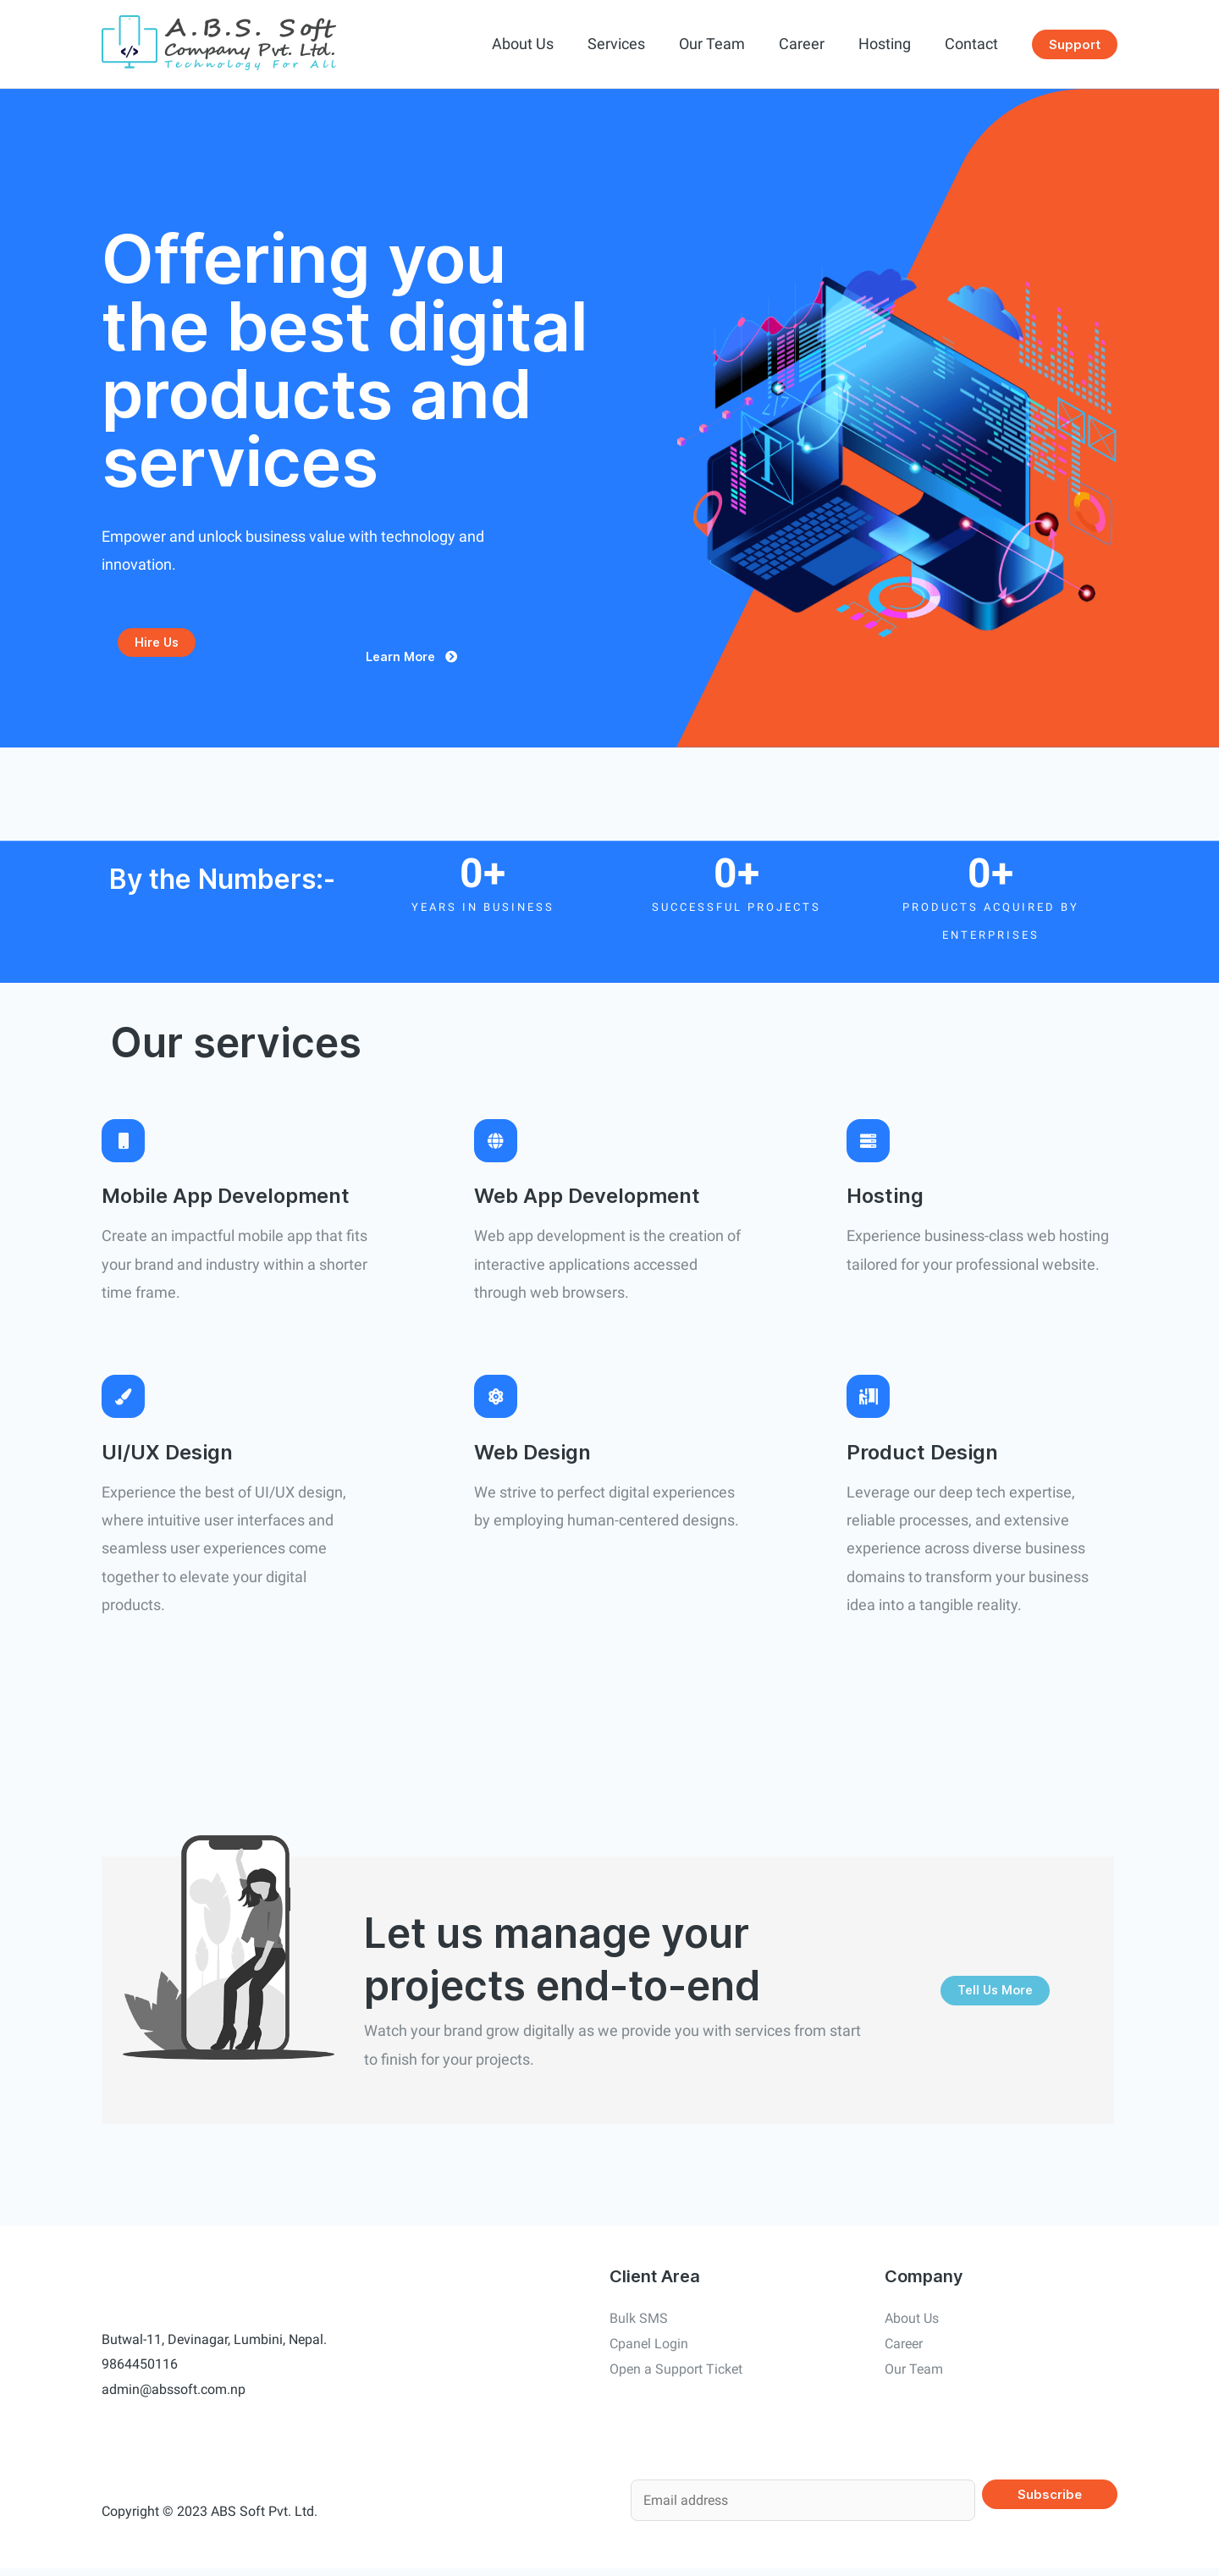 A.B.S. Soft
Company Pvt. Ltd.
Technology For All
About Us
Services
Our Team
Career
Hosting
Contact
Support
Offering you
the best digital
products and
services
Empower and unlock business value with technology and
innovation.
Hire Us
Learn More
By the Numbers:-
0+
YEARS IN BUSINESS
0+
SUCCESSFUL PROJECTS
0+
PRODUCTS ACQUIRED BY
ENTERPRISES
Our services
Mobile App Development
Create an impactful mobile app that fits
your brand and industry within a shorter
time frame.
Web App Development
Web app development is the creation of
interactive applications accessed
through web browsers.
Hosting
Experience business-class web hosting
tailored for your professional website.
UI/UX Design
Experience the best of UI/UX design,
where intuitive user interfaces and
seamless user experiences come
together to elevate your digital
products.
Web Design
We strive to perfect digital experiences
by employing human-centered designs.
Product Design
Leverage our deep tech expertise,
reliable processes, and extensive
experience across diverse business
domains to transform your business
idea into a tangible reality.
Let us manage your
projects end-to-end
Watch your brand grow digitally as we provide you with services from start
to finish for your projects.
Tell Us More
Butwal-11, Devinagar, Lumbini, Nepal.
9864450116
admin@abssoft.com.np
Client Area
Bulk SMS
Cpanel Login
Open a Support Ticket
Company
About Us
Career
Our Team
Copyright © 2023 ABS Soft Pvt. Ltd.
Email address
Subscribe